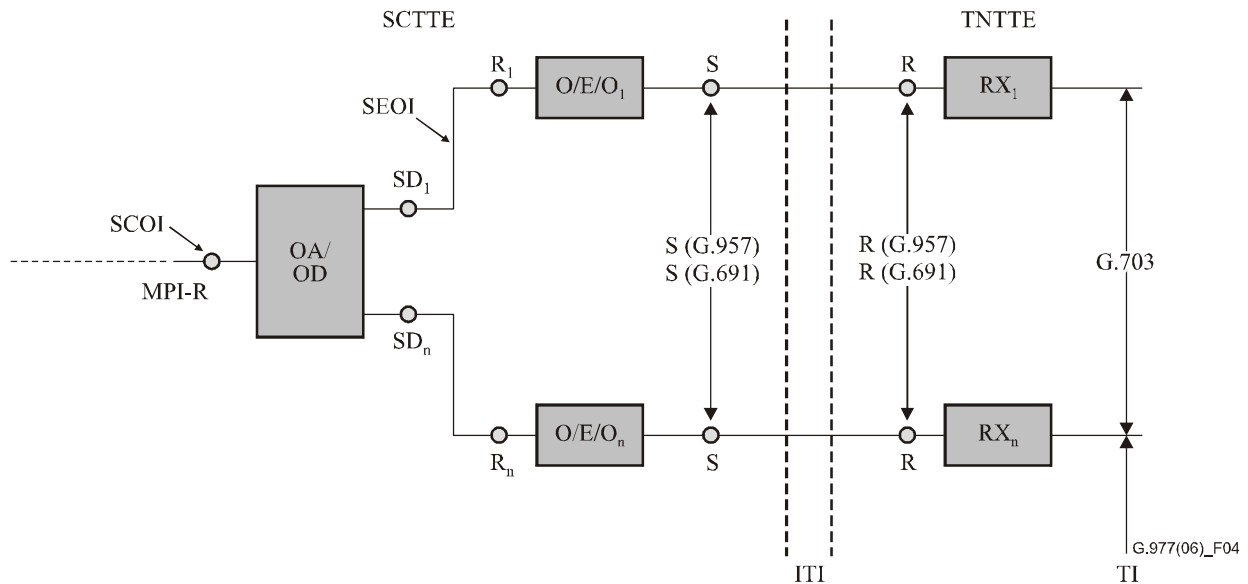 SCTTE
TNTTE
R₁
O/E/O₁
S
R
RX₁
SEOI
SD₁
SCOI
OA/
OD
MPI-R
S (G.957)
S (G.691)
R (G.957)
R (G.691)
G.703
SDₙ
Rₙ
O/E/Oₙ
S
R
RXₙ
G.977(06)_F04
ITI
TI